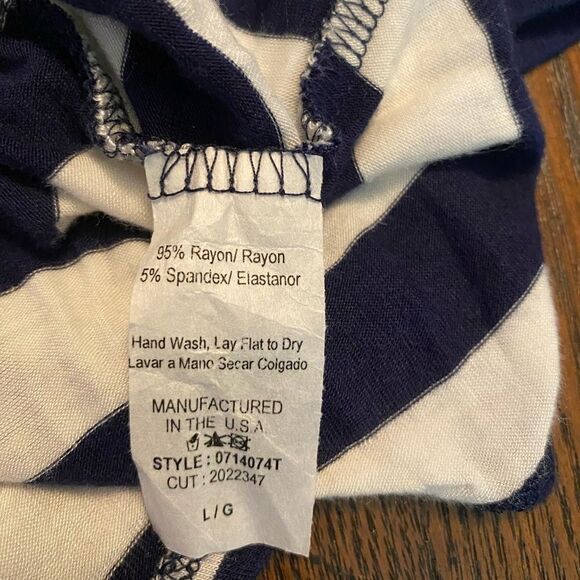 95% Rayon/ Rayon
5% Spandex/ Elastanor
Hand Wash, Lay Flat to Dry
Lavar a Mano Secar Colgado
MANUFACTURED
IN THE U.S.A
STYLE : 0714074T
CUT : 2022347
L / G